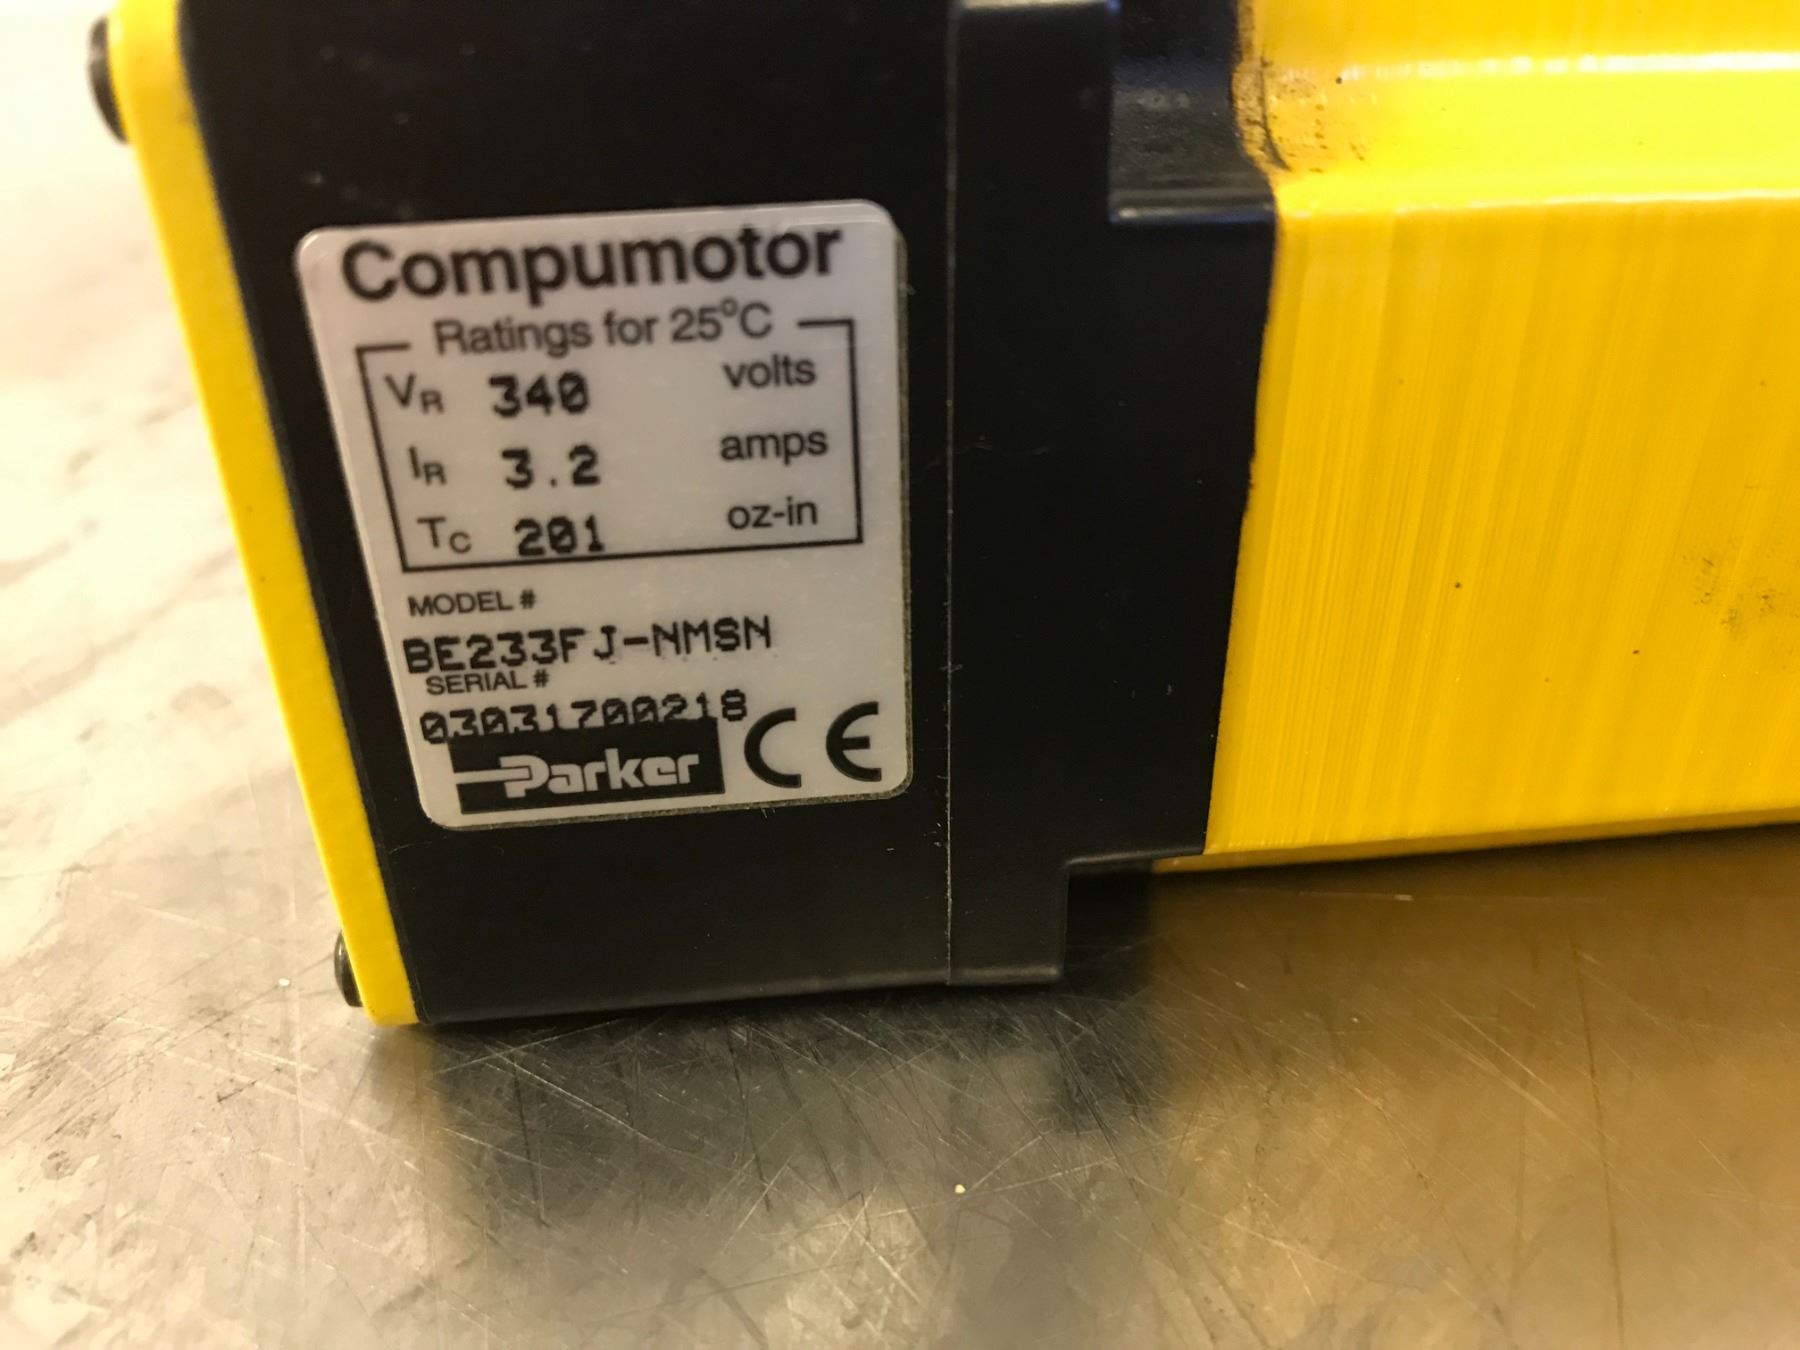 Compumotor
Ratings for 25°C
VR 340 volts
IR 3.2 amps
TC 201 oz-in
MODEL #
BE233FJ-NMSN
SERIAL #
03031700218
Parker CE